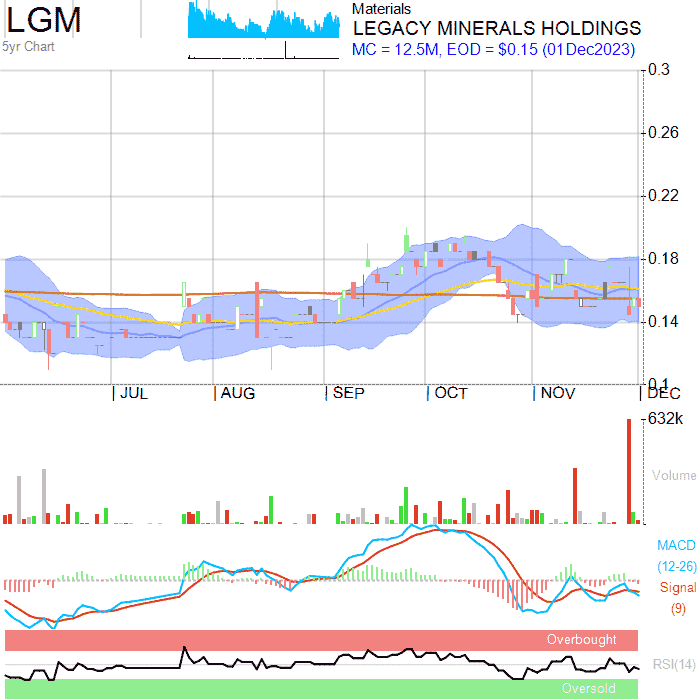 LGM
5yr Chart
Materials
LEGACY MINERALS HOLDINGS
MC = 12.5M, EOD = $0.15 (01Dec2023)
0.3
0.26
0.22
0.18
0.14
0.1
JUL AUG SEP OCT NOV DEC
632k
Volume
MACD
(12-26)
Signal
(9)
Overbought
RSI(14)
Oversold